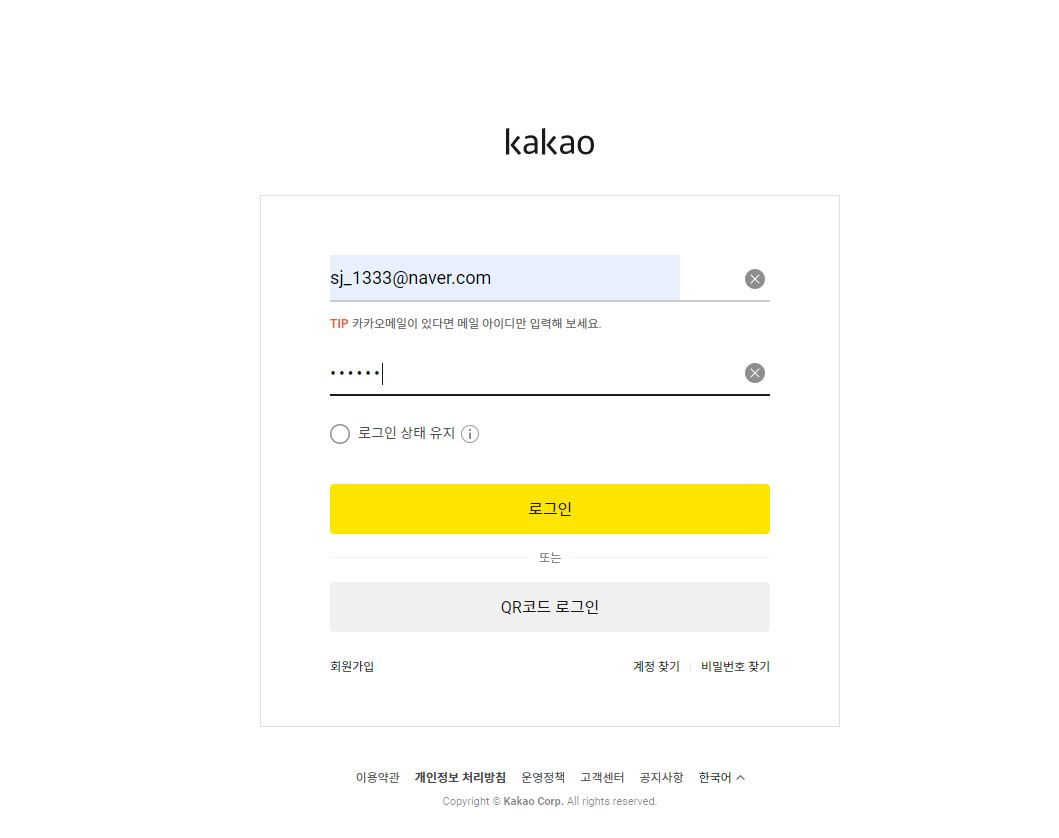 kakao
sj_1333@naver.com
TIP 카카오메일이 있다면 메일 아이디만 입력해 보세요.
••••••
로그인 상태 유지
로그인
또는
QR코드 로그인
회원가입 계정 찾기 비밀번호 찾기
이용약관 개인정보 처리방침 운영정책 고객센터 공지사항 한국어
Copyright © Kakao Corp. All rights reserved.